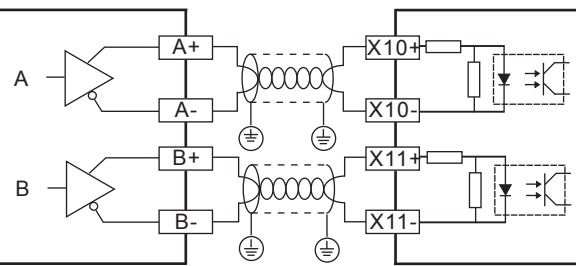 A+ X10+
A
A- X10-
B+ X11+
B
B- X11-